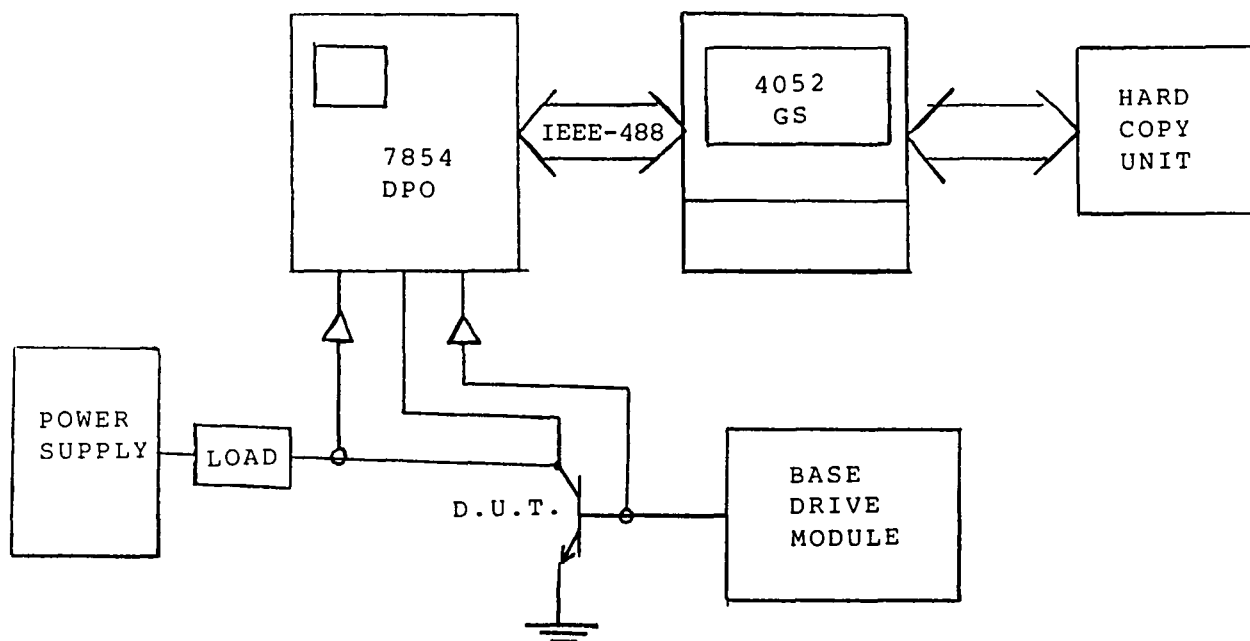 7854
DPO
IEEE-488
4052
GS
HARD
COPY
UNIT
POWER
SUPPLY
LOAD
D.U.T.
BASE
DRIVE
MODULE